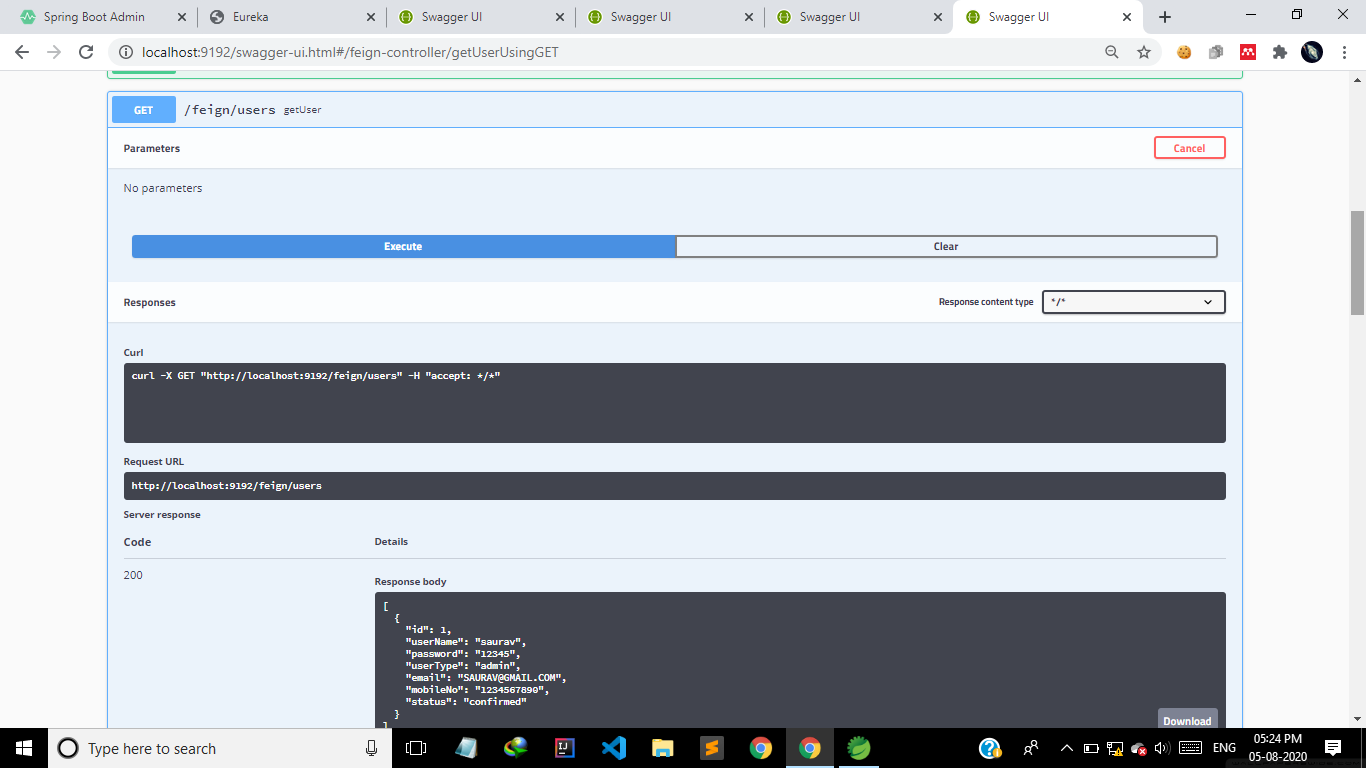 Spring Boot Admin
Eureka
Swagger UI
Swagger UI
Swagger UI
Swagger UI
localhost:9192/swagger-ui.html#/feign-controller/getUserUsingGET
GET /feign/users getUser
Parameters
Cancel
No parameters
Execute
Clear
Responses
Response content type
*/*
Curl
curl -X GET "http://localhost:9192/feign/users" -H "accept: */*"
Request URL
http://localhost:9192/feign/users
Server response
Code
Details
200
Response body
[
{
"id": 1,
"userName": "saurav",
"password": "12345",
"userType": "admin",
"email": "SAURAV@GMAIL.COM",
"mobileNo": "1234567890",
"status": "confirmed"
}
]
Download
Type here to search
ENG
05:24 PM
05-08-2020